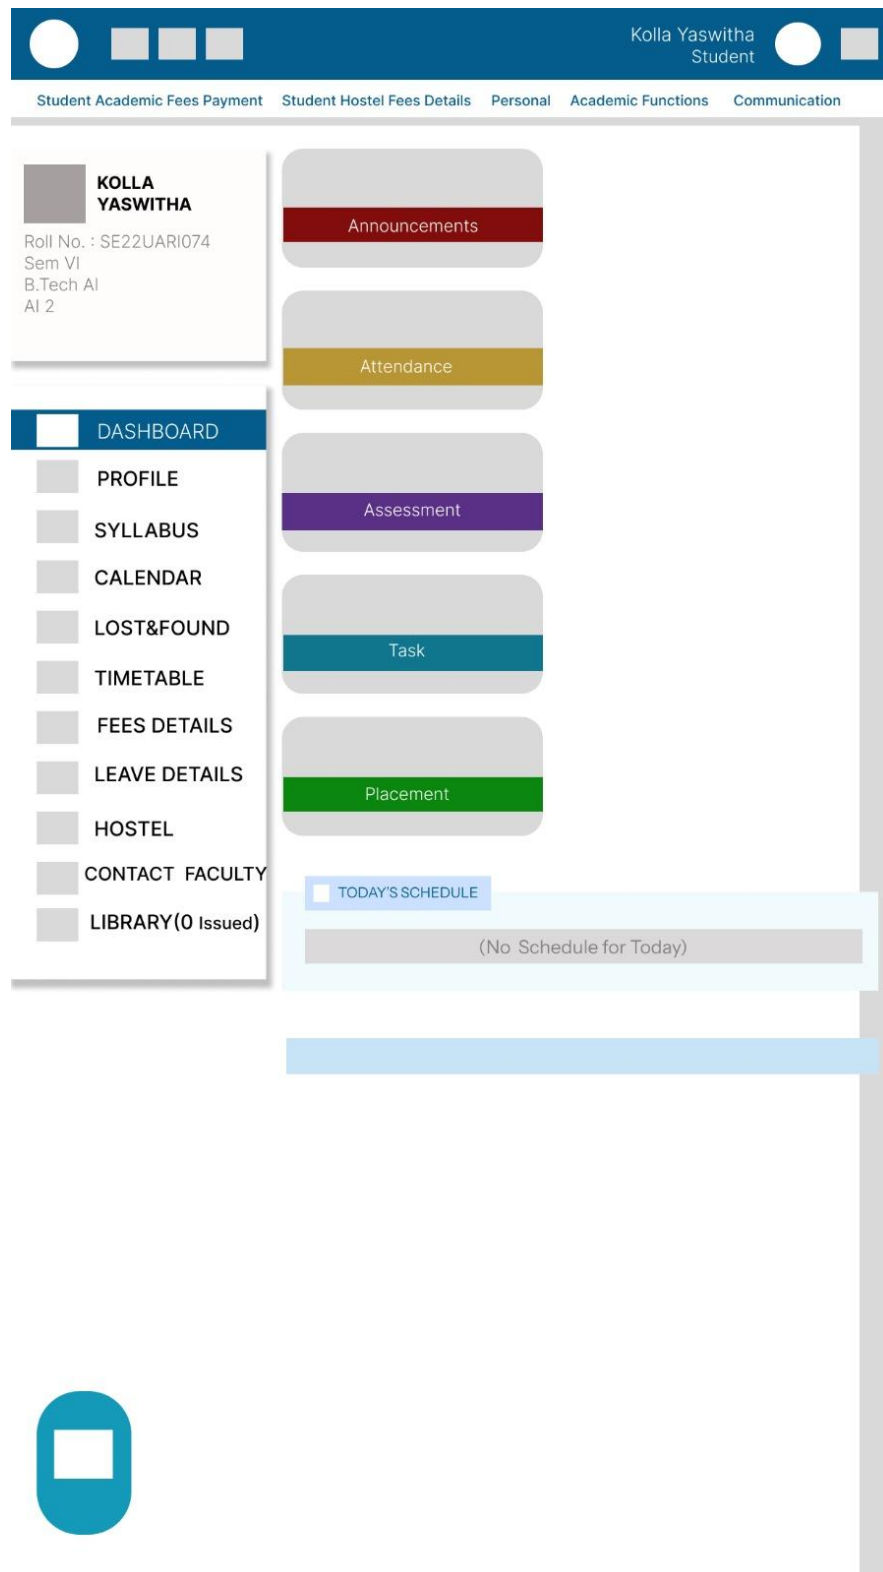 Kolla Yaswitha
Student
Student Academic Fees Payment Student Hostel Fees Details Personal Academic Functions Communication
KOLLA
YASWITHA
Roll No. : SE22UARI074
Sem VI
B.Tech AI
AI 2
DASHBOARD
PROFILE
SYLLABUS
CALENDAR
LOST&FOUND
TIMETABLE
FEES DETAILS
LEAVE DETAILS
HOSTEL
CONTACT FACULTY
LIBRARY(0 Issued)
Announcements
Attendance
Assessment
Task
Placement
TODAY'S SCHEDULE
(No Schedule for Today)